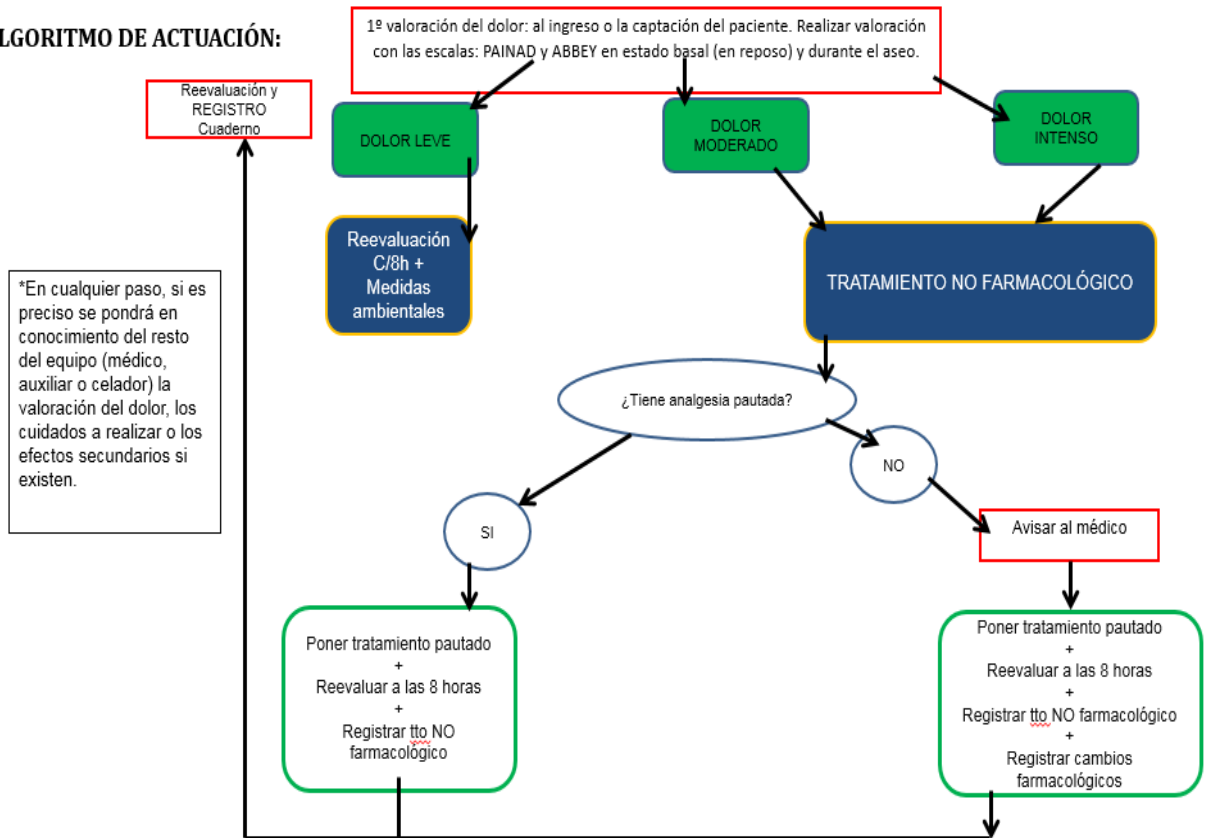 LGORITMO DE ACTUACIÓN:
1º valoración del dolor: al ingreso o la captación del paciente. Realizar valoración
con las escalas: PAINAD y ABBEY en estado basal (en reposo) y durante el aseo.
Reevaluación y
REGISTRO
Cuaderno
DOLOR LEVE
DOLOR
MODERADO
DOLOR
INTENSO
Reevaluación
C/8h +
Medidas
ambientales
TRATAMIENTO NO FARMACOLÓGICO
*En cualquier paso, si es
preciso se pondrá en
conocimiento del resto
del equipo (médico,
auxiliar o celador) la
valoración del dolor, los
cuidados a realizar o los
efectos secundarios si
existen.
¿Tiene analgesia pautada?
NO
SI
Avisar al médico
Poner tratamiento pautado
+
Reevaluar a las 8 horas
+
Registrar tto NO
farmacológico
Poner tratamiento pautado
+
Reevaluar a las 8 horas
+
Registrar tto NO farmacológico
+
Registrar cambios
farmacológicos